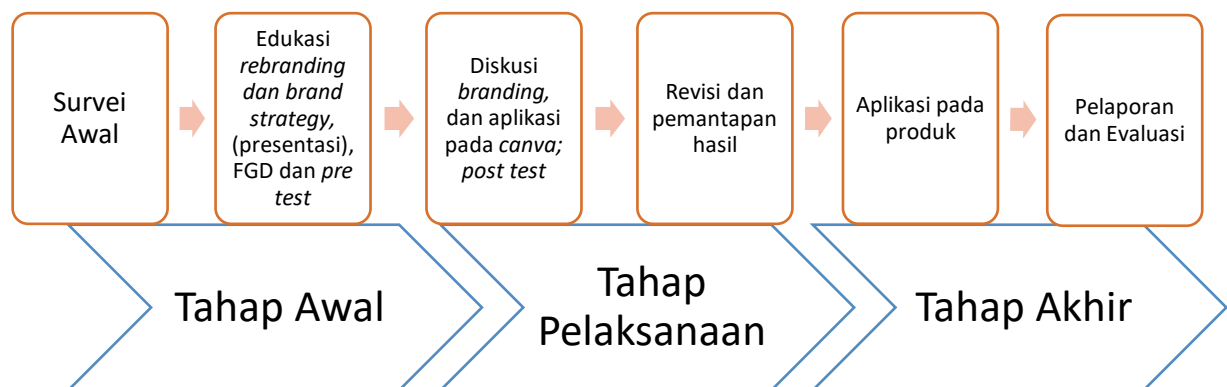 Survei
Awal
Edukasi
rebranding
dan brand
strategy,
(presentasi),
FGD dan pre
test
Diskusi
branding,
dan aplikasi
pada canva;
post test
Revisi dan
pemantapan
hasil
Aplikasi pada
produk
Pelaporan
dan Evaluasi
Tahap Awal
Tahap
Pelaksanaan
Tahap Akhir